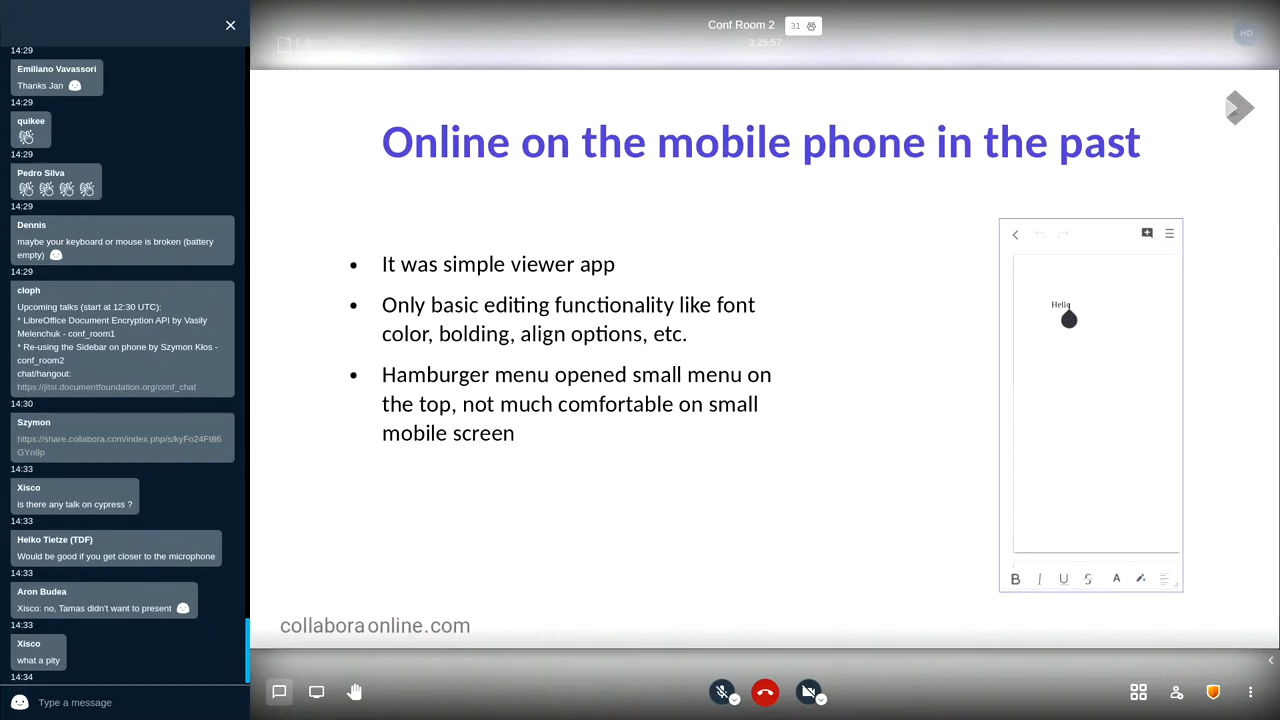 14:29
Emiliano Vavassori
Thanks Jan
14:29
quikee
14:29
Pedro Silva
14:29
Dennis
maybe your keyboard or mouse is broken (battery
empty)
14:29
cloph
Upcoming talks (start at 12:30 UTC):
* LibreOffice Document Encryption API by Vasily
Melenchuk - conf_room1
* Re-using the Sidebar on phone by Szymon Kłos -
conf_room2
chat/hangout:
https://jitsi.documentfoundation.org/conf_chat
14:30
Szymon
https://share.collabora.com/index.php/s/kyFo24Ft86
GYn8p
14:33
Xisco
is there any talk on cypress ?
14:33
Heiko Tietze (TDF)
Would be good if you get closer to the microphone
14:33
Aron Budea
Xisco: no, Tamas didn't want to present
14:33
Xisco
what a pity
14:34
Type a message
Conf Room 2
31
3:25:57
HD
Online on the mobile phone in the past
• It was simple viewer app
• Only basic editing functionality like font
color, bolding, align options, etc.
• Hamburger menu opened small menu on
the top, not much comfortable on small
mobile screen
Hello
B I U S A
collaboraonline.com